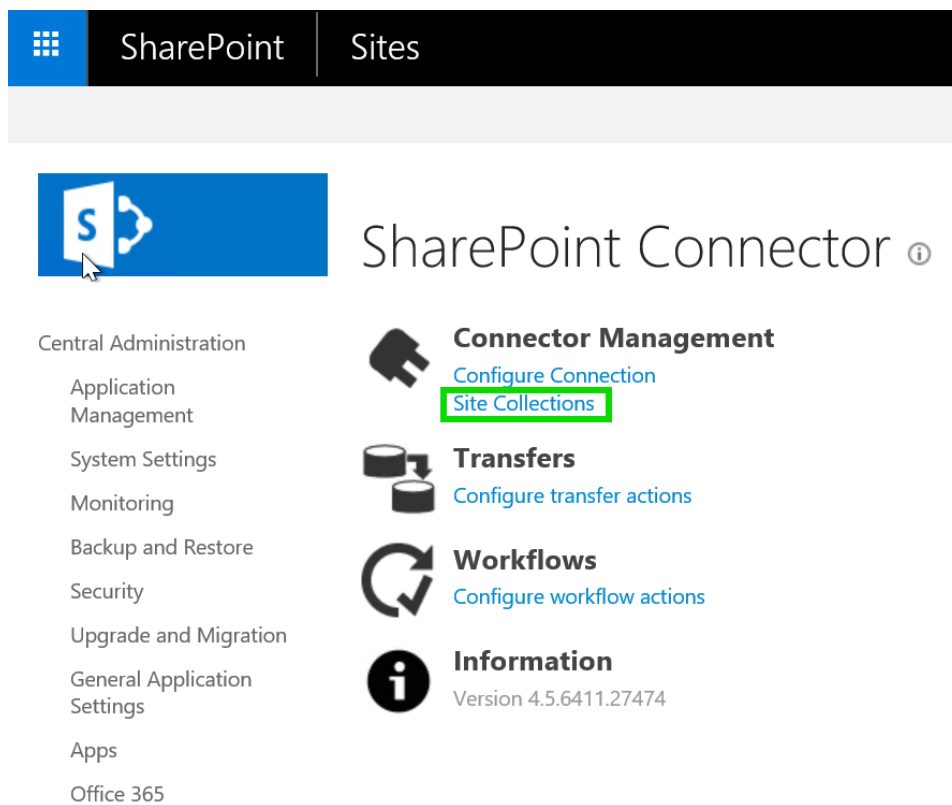 SharePoint Sites
S
SharePoint Connector
Central Administration
Application
Management
System Settings
Monitoring
Backup and Restore
Security
Upgrade and Migration
General Application
Settings
Apps
Office 365
Connector Management
Configure Connection
Site Collections
Transfers
Configure transfer actions
Workflows
Configure workflow actions
Information
Version 4.5.6411.27474